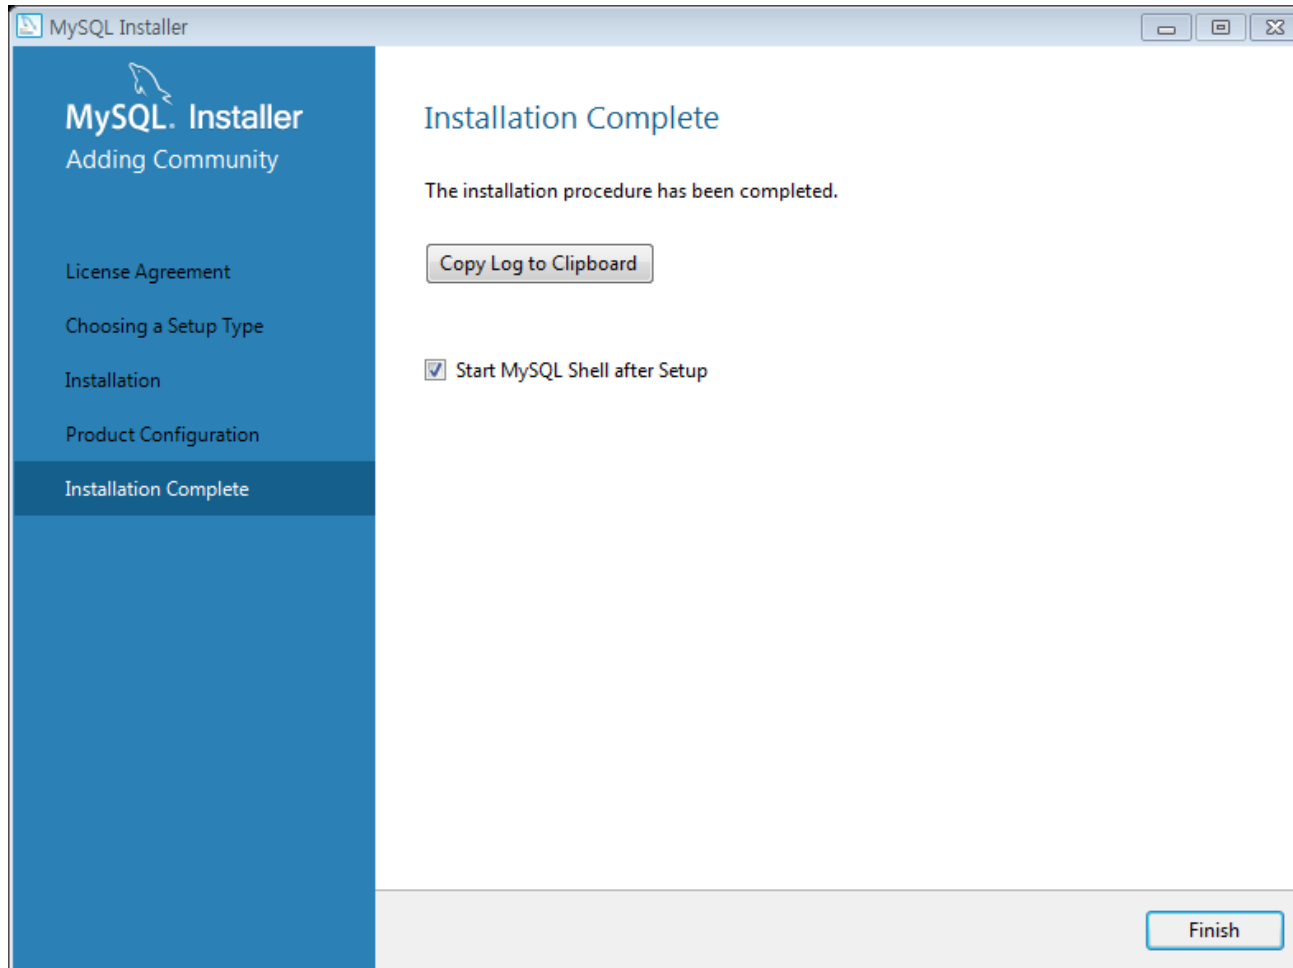 MySQL Installer
MySQL. Installer
Adding Community
License Agreement
Choosing a Setup Type
Installation
Product Configuration
Installation Complete
Installation Complete
The installation procedure has been completed.
Copy Log to Clipboard
Start MySQL Shell after Setup
Finish